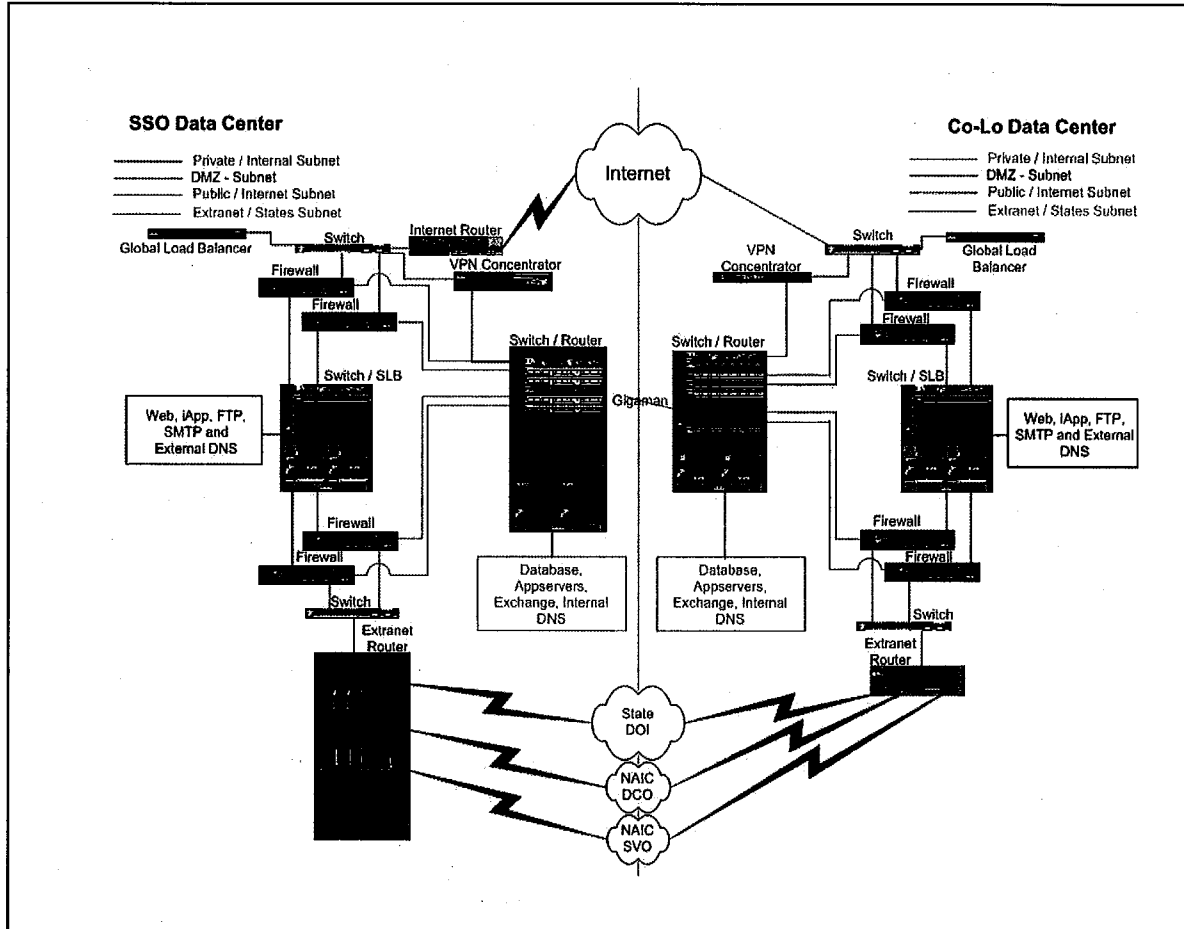 SSO Data Center
Private / Internal Subnet
DMZ - Subnet
Public / Internet Subnet
Extranet / States Subnet
Global Load Balancer
Switch
Internet Router
VPN Concentrator
Firewall
Firewall
Switch / Router
Switch / SLB
Web, iApp, FTP,
SMTP and
External DNS
Firewall
Firewall
Database,
Appservers,
Exchange, Internal
DNS
Switch
Extranet
Router
Internet
Gigaman
State
DOI
NAIC
DCO
NAIC
SVO
Co-Lo Data Center
Private / Internal Subnet
DMZ - Subnet
Public / Internet Subnet
Extranet / States Subnet
Switch
Global Load
Balancer
VPN
Concentrator
Firewall
Firewall
Switch / Router
Switch / SLB
Web, iApp, FTP,
SMTP and External
DNS
Firewall
Firewall
Database,
Appservers,
Exchange, Internal
DNS
Switch
Extranet
Router